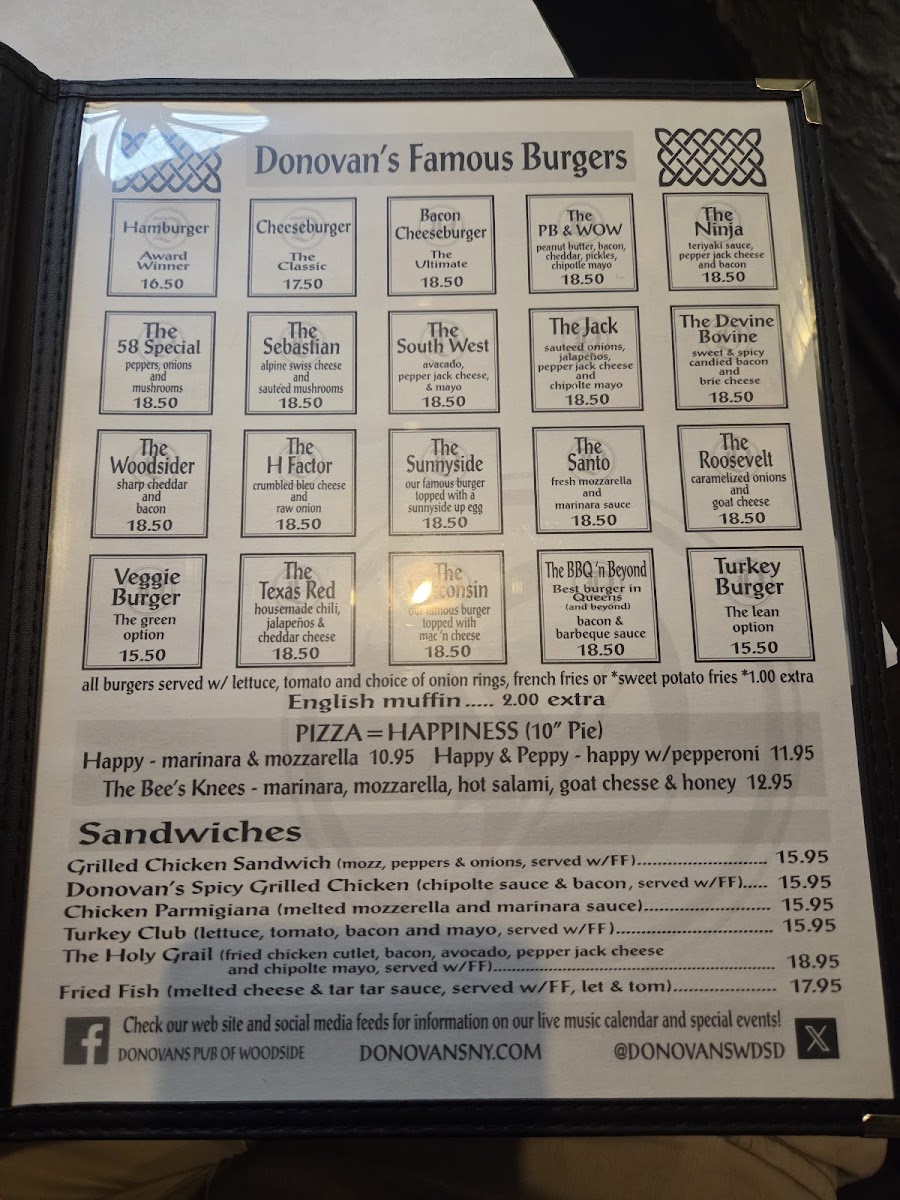 Donovan's Famous Burgers
Hamburger
Award
Winner
16.50
Cheeseburger
The
Classic
17.50
Bacon
Cheeseburger
The
Ultimate
18.50
The
PB & WOW
peanut butter, bacon,
cheddar, pickles,
chipotle mayo
18.50
The
Ninja
teriyaki sauce,
pepper jack cheese
and bacon
18.50
The
58 Special
peppers, onions
and
mushrooms
18.50
The
Sebastian
alpine swiss cheese
and
sautéed mushrooms
18.50
The
South West
avacado,
pepper jack cheese,
& mayo
18.50
The Jack
sauteed onions,
jalapeños,
pepper jack cheese
and
chipolte mayo
18.50
The Devine
Bovine
sweet & spicy
candied bacon
and
brie cheese
18.50
The
Woodsider
sharp cheddar
and
bacon
18.50
The
H Factor
crumbled bleu cheese
and
raw onion
18.50
The
Sunnyside
our famous burger
topped with a
sunnyside up egg
18.50
The
Santo
fresh mozzarella
and
marinara sauce
18.50
The
Roosevelt
caramelized onions
and
goat cheese
18.50
Veggie
Burger
The green
option
15.50
The
Texas Red
housemade chili,
jalapeños &
cheddar cheese
18.50
The
Wisconsin
our famous burger
topped with
mac 'n cheese
18.50
The BBQ 'n Beyond
Best burger in
Queens
(and beyond)
bacon &
barbeque sauce
18.50
Turkey
Burger
The lean
option
15.50
all burgers served w/ lettuce, tomato and choice of onion rings, french fries or *sweet potato fries *1.00 extra
English muffin ..... 2.00 extra
PIZZA = HAPPINESS (10" Pie)
Happy - marinara & mozzarella 10.95 Happy & Peppy - happy w/pepperoni 11.95
The Bee's Knees - marinara, mozzarella, hot salami, goat chesse & honey 12.95
Sandwiches
Grilled Chicken Sandwich (mozz, peppers & onions, served w/FF)........................... 15.95
Donovan's Spicy Grilled Chicken (chipolte sauce & bacon, served w/FF)..... 15.95
Chicken Parmigiana (melted mozzerella and marinara sauce)......................... 15.95
Turkey Club (lettuce, tomato, bacon and mayo, served w/FF)................................ 15.95
The Holy Grail (fried chicken cutlet, bacon, avocado, pepper jack cheese
and chipolte mayo, served w/FF)............................................................ 18.95
Fried Fish (melted cheese & tar tar sauce, served w/FF, let & tom)..................... 17.95
Check our web site and social media feeds for information on our live music calendar and special events!
f DONOVANS PUB OF WOODSIDE DONOVANSNY.COM @DONOVANSWDSD X